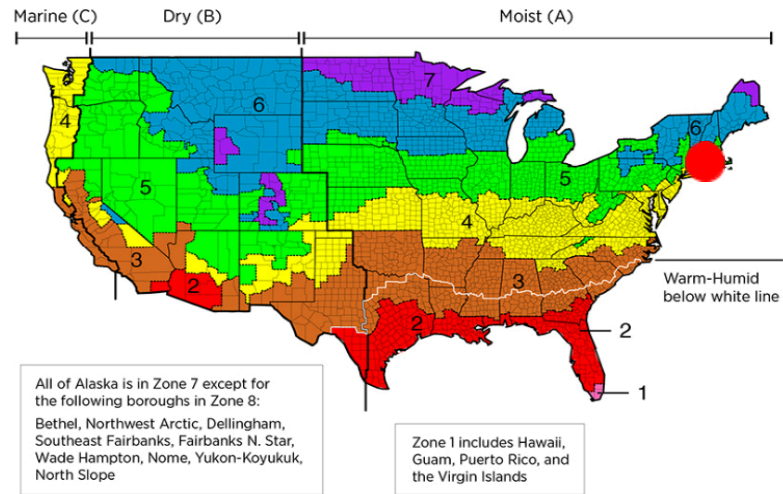 Marine (C)
Dry (B)
Moist (A)
7
6
6
4
5
5
4
3
3
2
2
Warm-Humid
below white line
2
1
All of Alaska is in Zone 7 except for
the following boroughs in Zone 8:
Bethel, Northwest Arctic, Dellingham,
Southeast Fairbanks, Fairbanks N. Star,
Wade Hampton, Nome, Yukon-Koyukuk,
North Slope
Zone 1 includes Hawaii,
Guam, Puerto Rico, and
the Virgin Islands